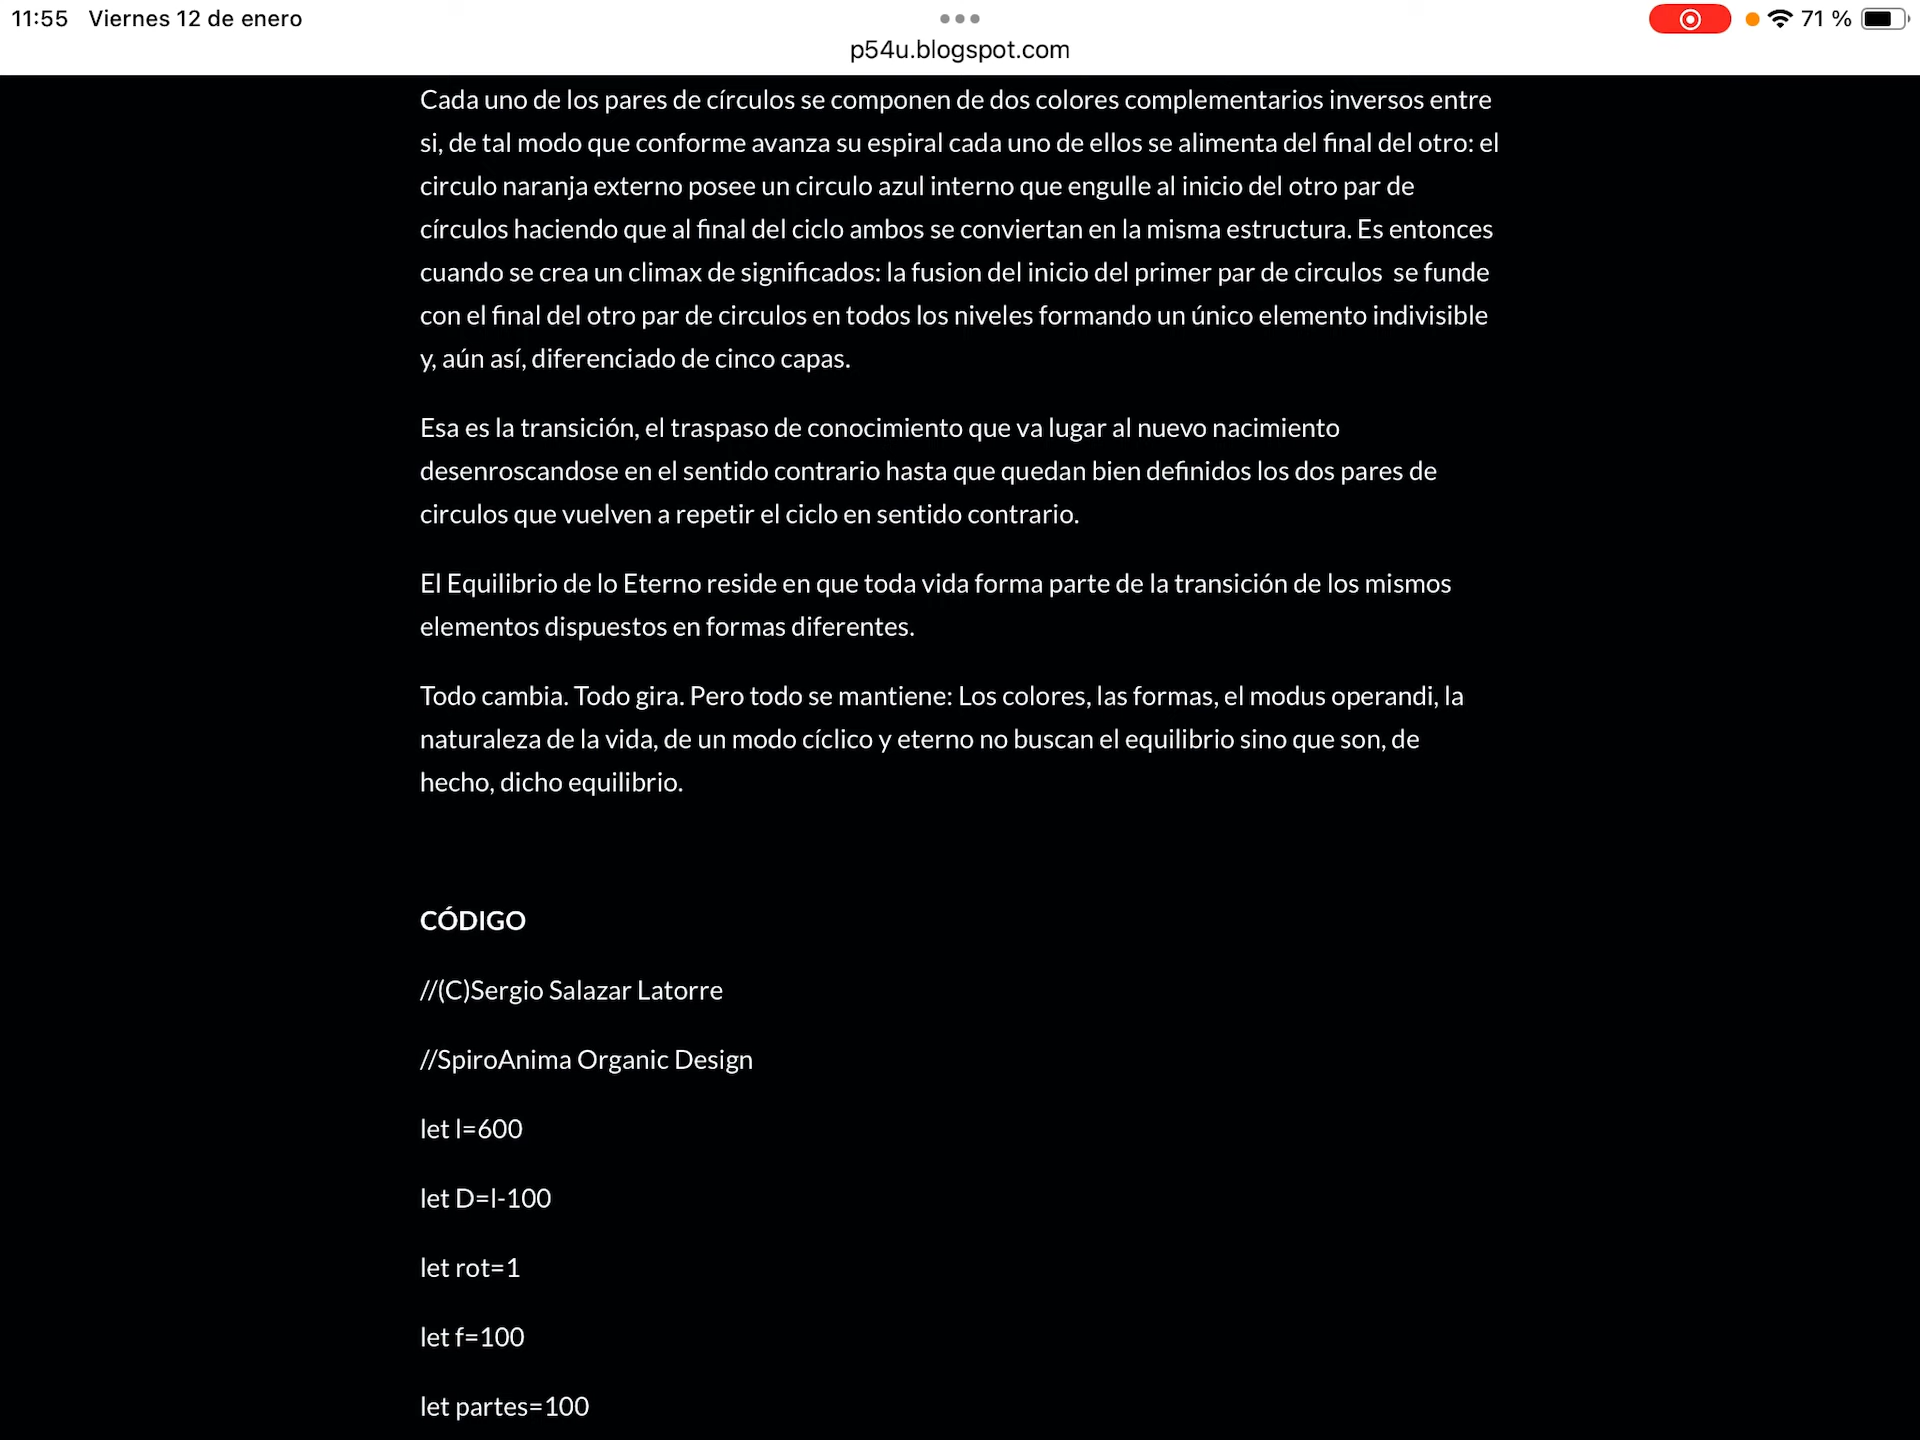 11:55 Viernes 12 de enero
71 %
p54u.blogspot.com
Cada uno de los pares de círculos se componen de dos colores complementarios inversos entre
si, de tal modo que conforme avanza su espiral cada uno de ellos se alimenta del final del otro: el
circulo naranja externo posee un circulo azul interno que engulle al inicio del otro par de
círculos haciendo que al final del ciclo ambos se conviertan en la misma estructura. Es entonces
cuando se crea un climax de significados: la fusion del inicio del primer par de circulos  se funde
con el final del otro par de circulos en todos los niveles formando un único elemento indivisible
y, aún así, diferenciado de cinco capas.
Esa es la transición, el traspaso de conocimiento que va lugar al nuevo nacimiento
desenroscandose en el sentido contrario hasta que quedan bien definidos los dos pares de
circulos que vuelven a repetir el ciclo en sentido contrario.
El Equilibrio de lo Eterno reside en que toda vida forma parte de la transición de los mismos
elementos dispuestos en formas diferentes.
Todo cambia. Todo gira. Pero todo se mantiene: Los colores, las formas, el modus operandi, la
naturaleza de la vida, de un modo cíclico y eterno no buscan el equilibrio sino que son, de
hecho, dicho equilibrio.
CÓDIGO
//(C)Sergio Salazar Latorre
//SpiroAnima Organic Design
let l=600
let D=l-100
let rot=1
let f=100
let partes=100